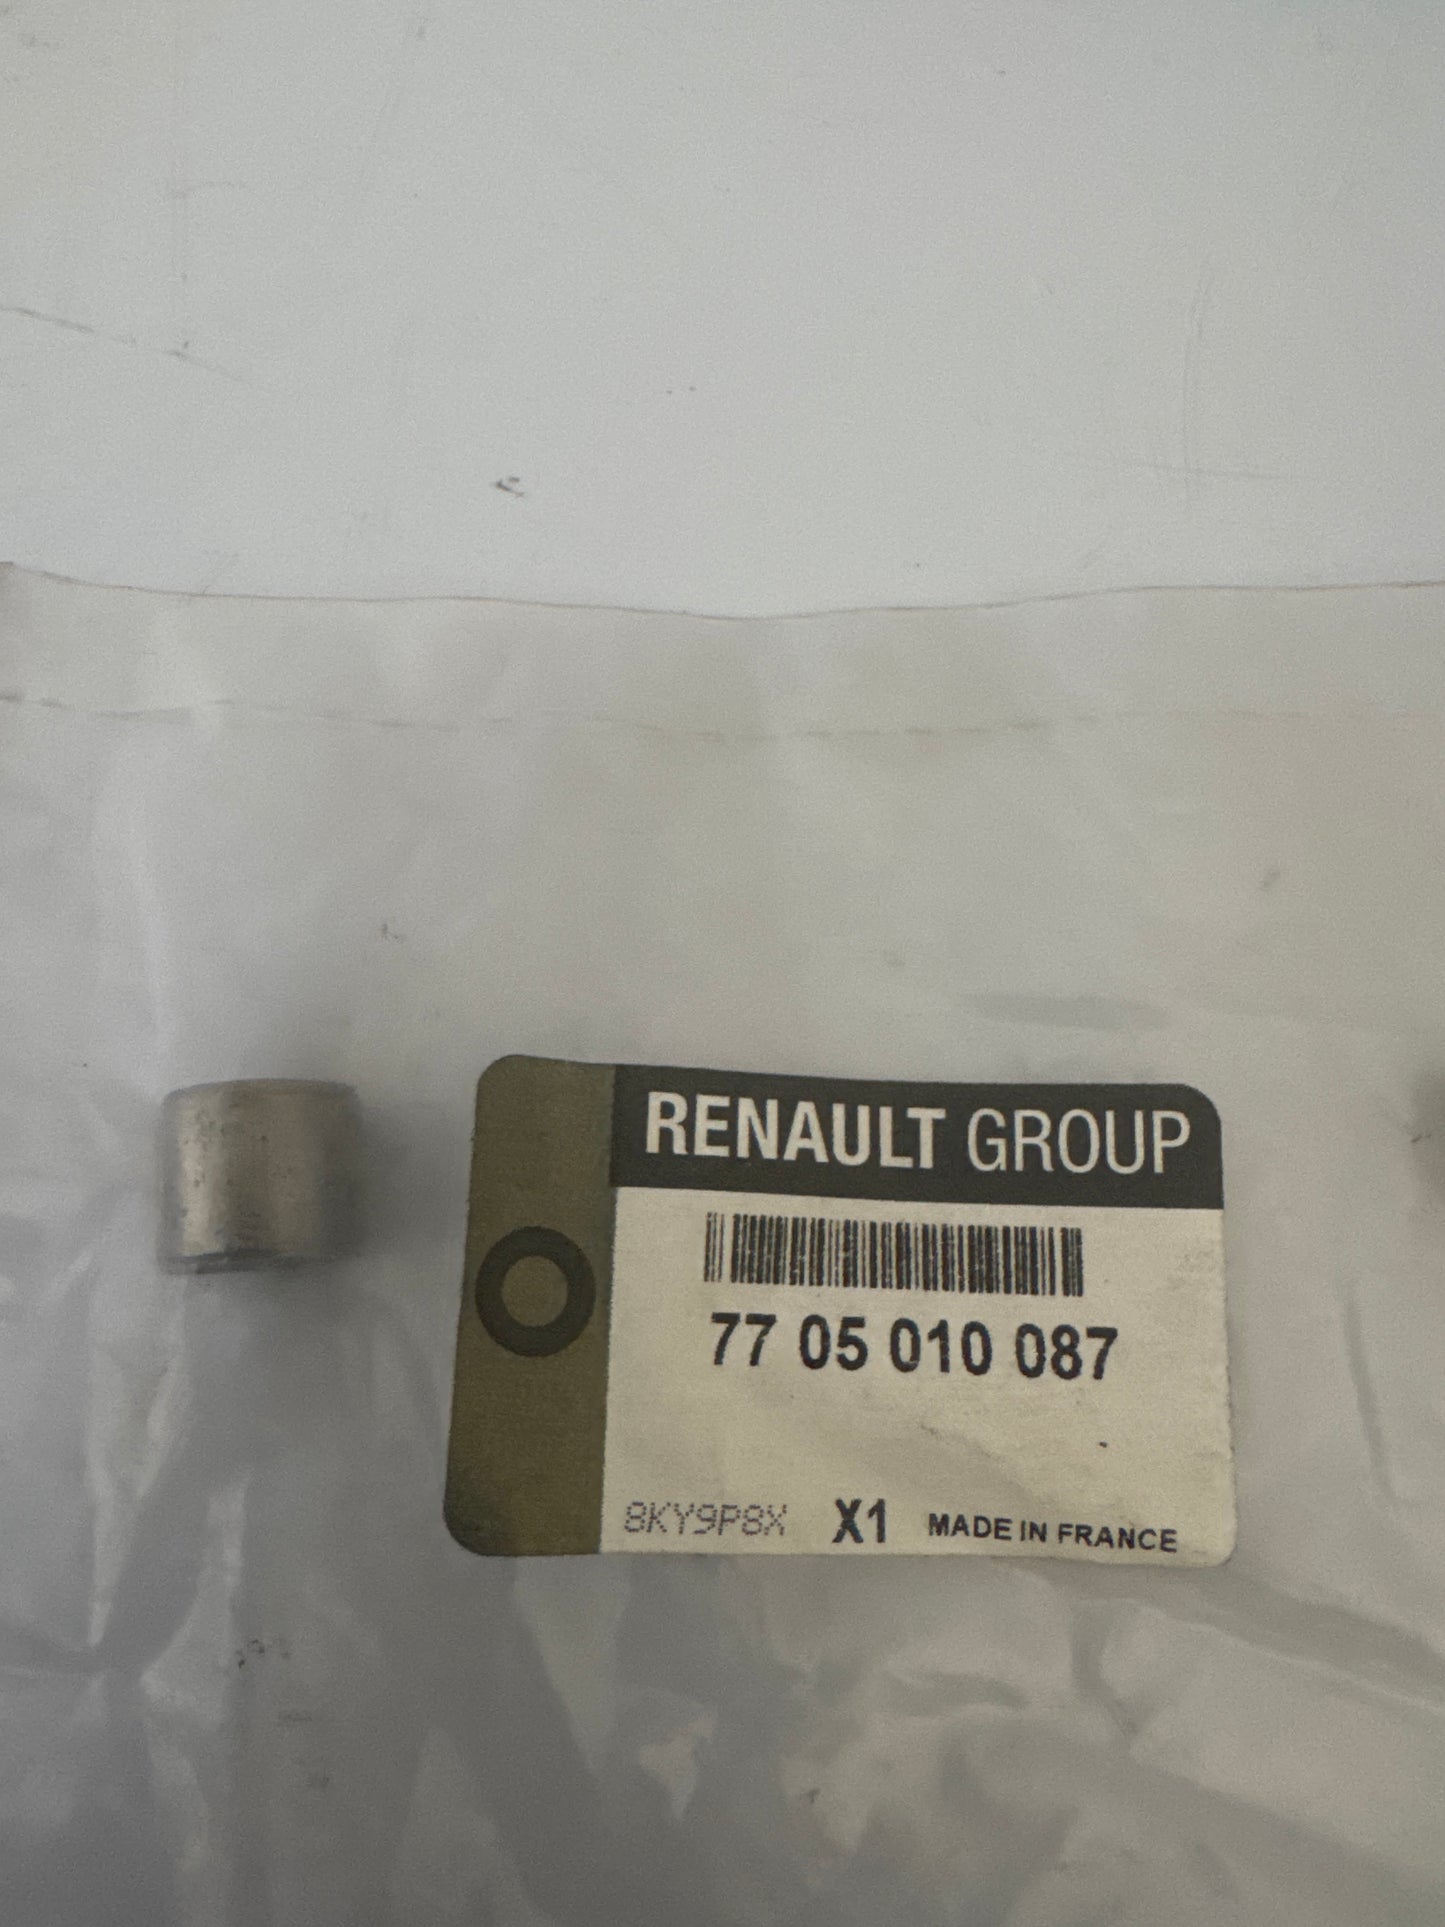 RENAULT GROUP
77 05 010 087
8KY9P8X X1 MADE IN FRANCE